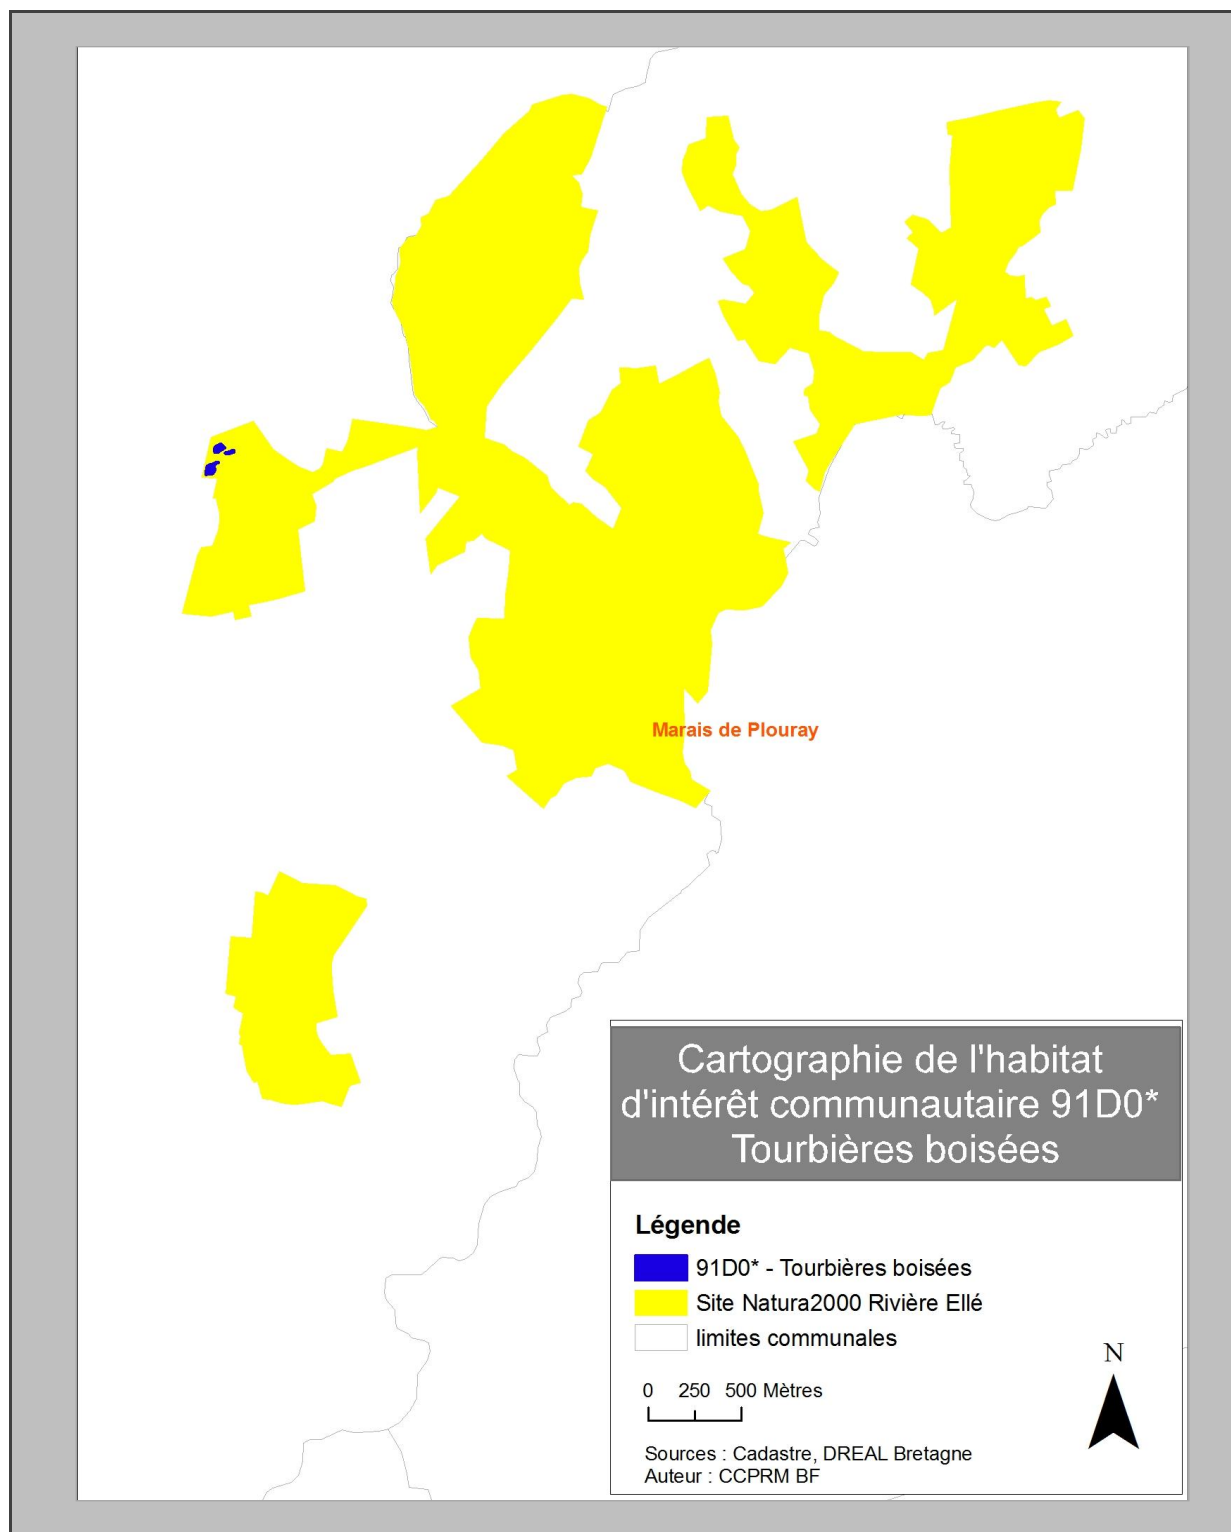 Marais de Plouray
Cartographie de l'habitat
d'intérêt communautaire 91D0*
Tourbières boisées
Légende
91D0* - Tourbières boisées
Site Natura2000 Rivière Ellé
limites communales
N
0 250 500 Mètres
Sources : Cadastre, DREAL Bretagne
Auteur : CCPRM BF